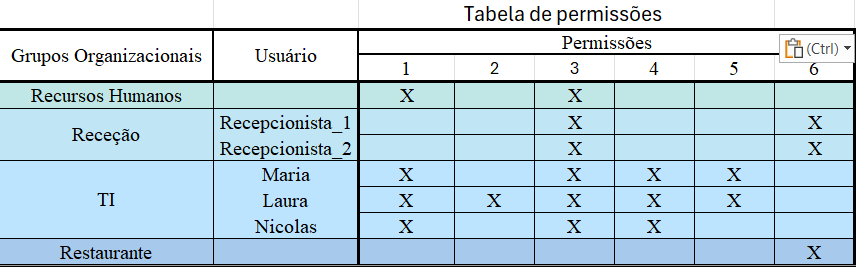 Tabela de permissões
Grupos Organizacionais Usuário Permissões
(Ctrl)
1 2 3 4 5 6
Recursos Humanos X X
Receção Recepcionista_1 X X
Recepcionista_2 X X
Maria X X X X
TI Laura X X X X X
Nicolas X X X
Restaurante X